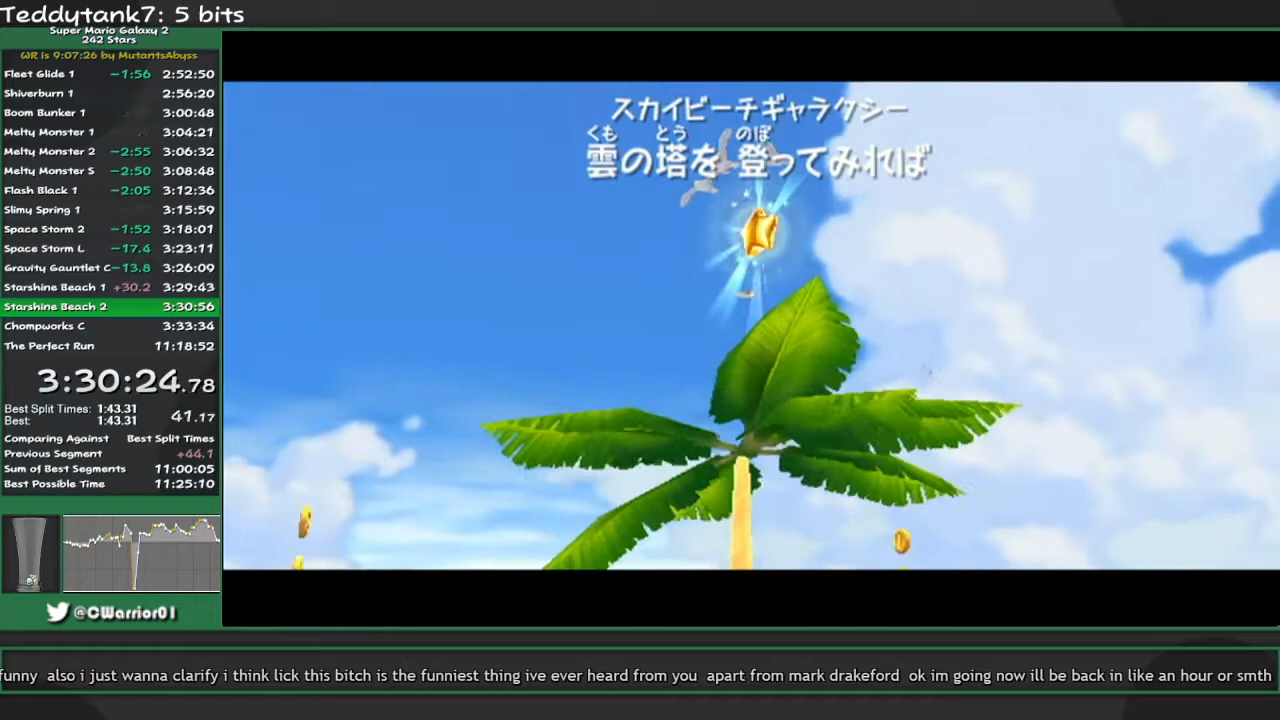 Teddytank7: 5 bits
Super Mario Galaxy 2
242 Stars
WR is 9:07:26 by MutantsAbyss
Fleet Glide 1 −1:56 2:52:50
Shiverburn 1 2:56:20
Boom Bunker 1 3:00:48
Melty Monster 1 3:04:21
Melty Monster 2 −2:55 3:06:32
Melty Monster S −2:50 3:08:48
Flash Black 1 −2:05 3:12:36
Slimy Spring 1 3:15:59
Space Storm 2 −1:52 3:18:01
Space Storm L −17.4 3:23:11
Gravity Gauntlet C −13.8 3:26:09
Starshine Beach 1 +30.2 3:29:43
Starshine Beach 2 3:30:56
Chompworks C 3:33:34
The Perfect Run 11:18:52
3:30:24.78
Best Split Times: 1:43.31
Best: 1:43.31
41.17
Comparing Against Best Split Times
Previous Segment +44.1
Sum of Best Segments 11:00:05
Best Possible Time 11:25:10
@CWarrior01
スカイビーチギャラクシー
くも とう のぼ
雲の塔を 登ってみれば
funny also i just wanna clarify i think lick this bitch is the funniest thing ive ever heard from you apart from mark drakeford ok im going now ill be back in like an hour or smth